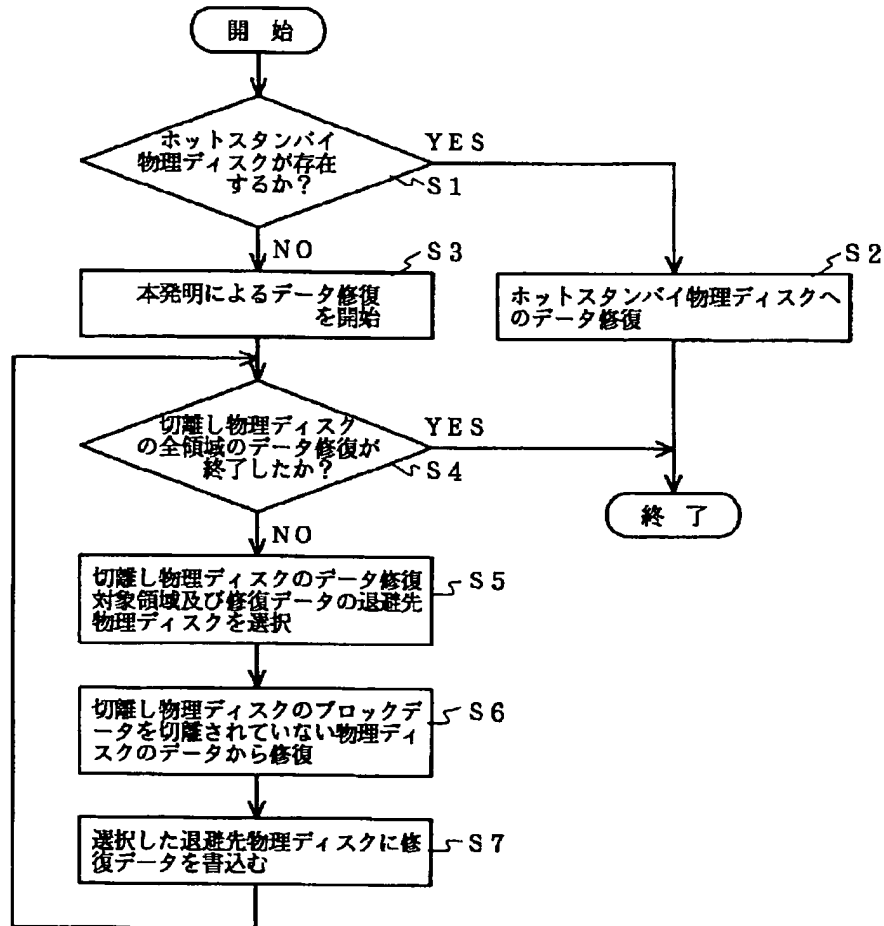 開 始
ホットスタンバイ
物理ディスクが存在
するか？
YES
S1
NO
S3
S2
本発明によるデータ修復
を開始
ホットスタンバイ物理ディスクへ
のデータ修復
切離し物理ディスク
の全領域のデータ修復が
終了したか？
YES
S4
終 了
NO
切離し物理ディスクのデータ修復
対象領域及び修復データの退避先
物理ディスクを選択
S5
切離し物理ディスクのブロックデ
ータを切離されていない物理ディ
スクのデータから修復
S6
選択した退避先物理ディスクに修
復データを書込む
S7